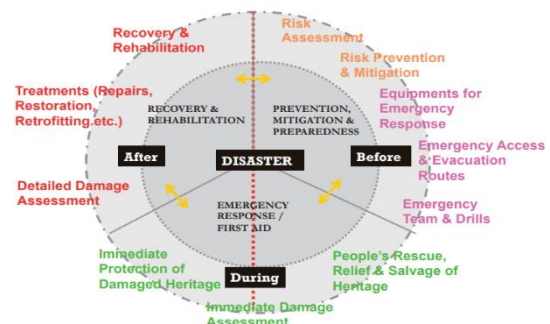 Recovery &
Rehabilitation
Risk
Assessment
Risk Prevention
& Mitigation
Treatments (Repairs,
Restoration,
Retrofitting.etc.)
RECOVERY &
REHABILITATION
PREVENTION,
MITIGATION &
PREPAREDNESS
Equipments for
Emergency
Response
After
DISASTER
Before
Emergency Access
& Evacuation
Routes
Detailed Damage
Assessment
EMERGENCY
RESPONSE /
FIRST AID
Emergency
Team & Drills
Immediate
Protection of
Damaged Heritage
During
People's Rescue,
Relief & Salvage of
Heritage
Immediate Damage
Assessment